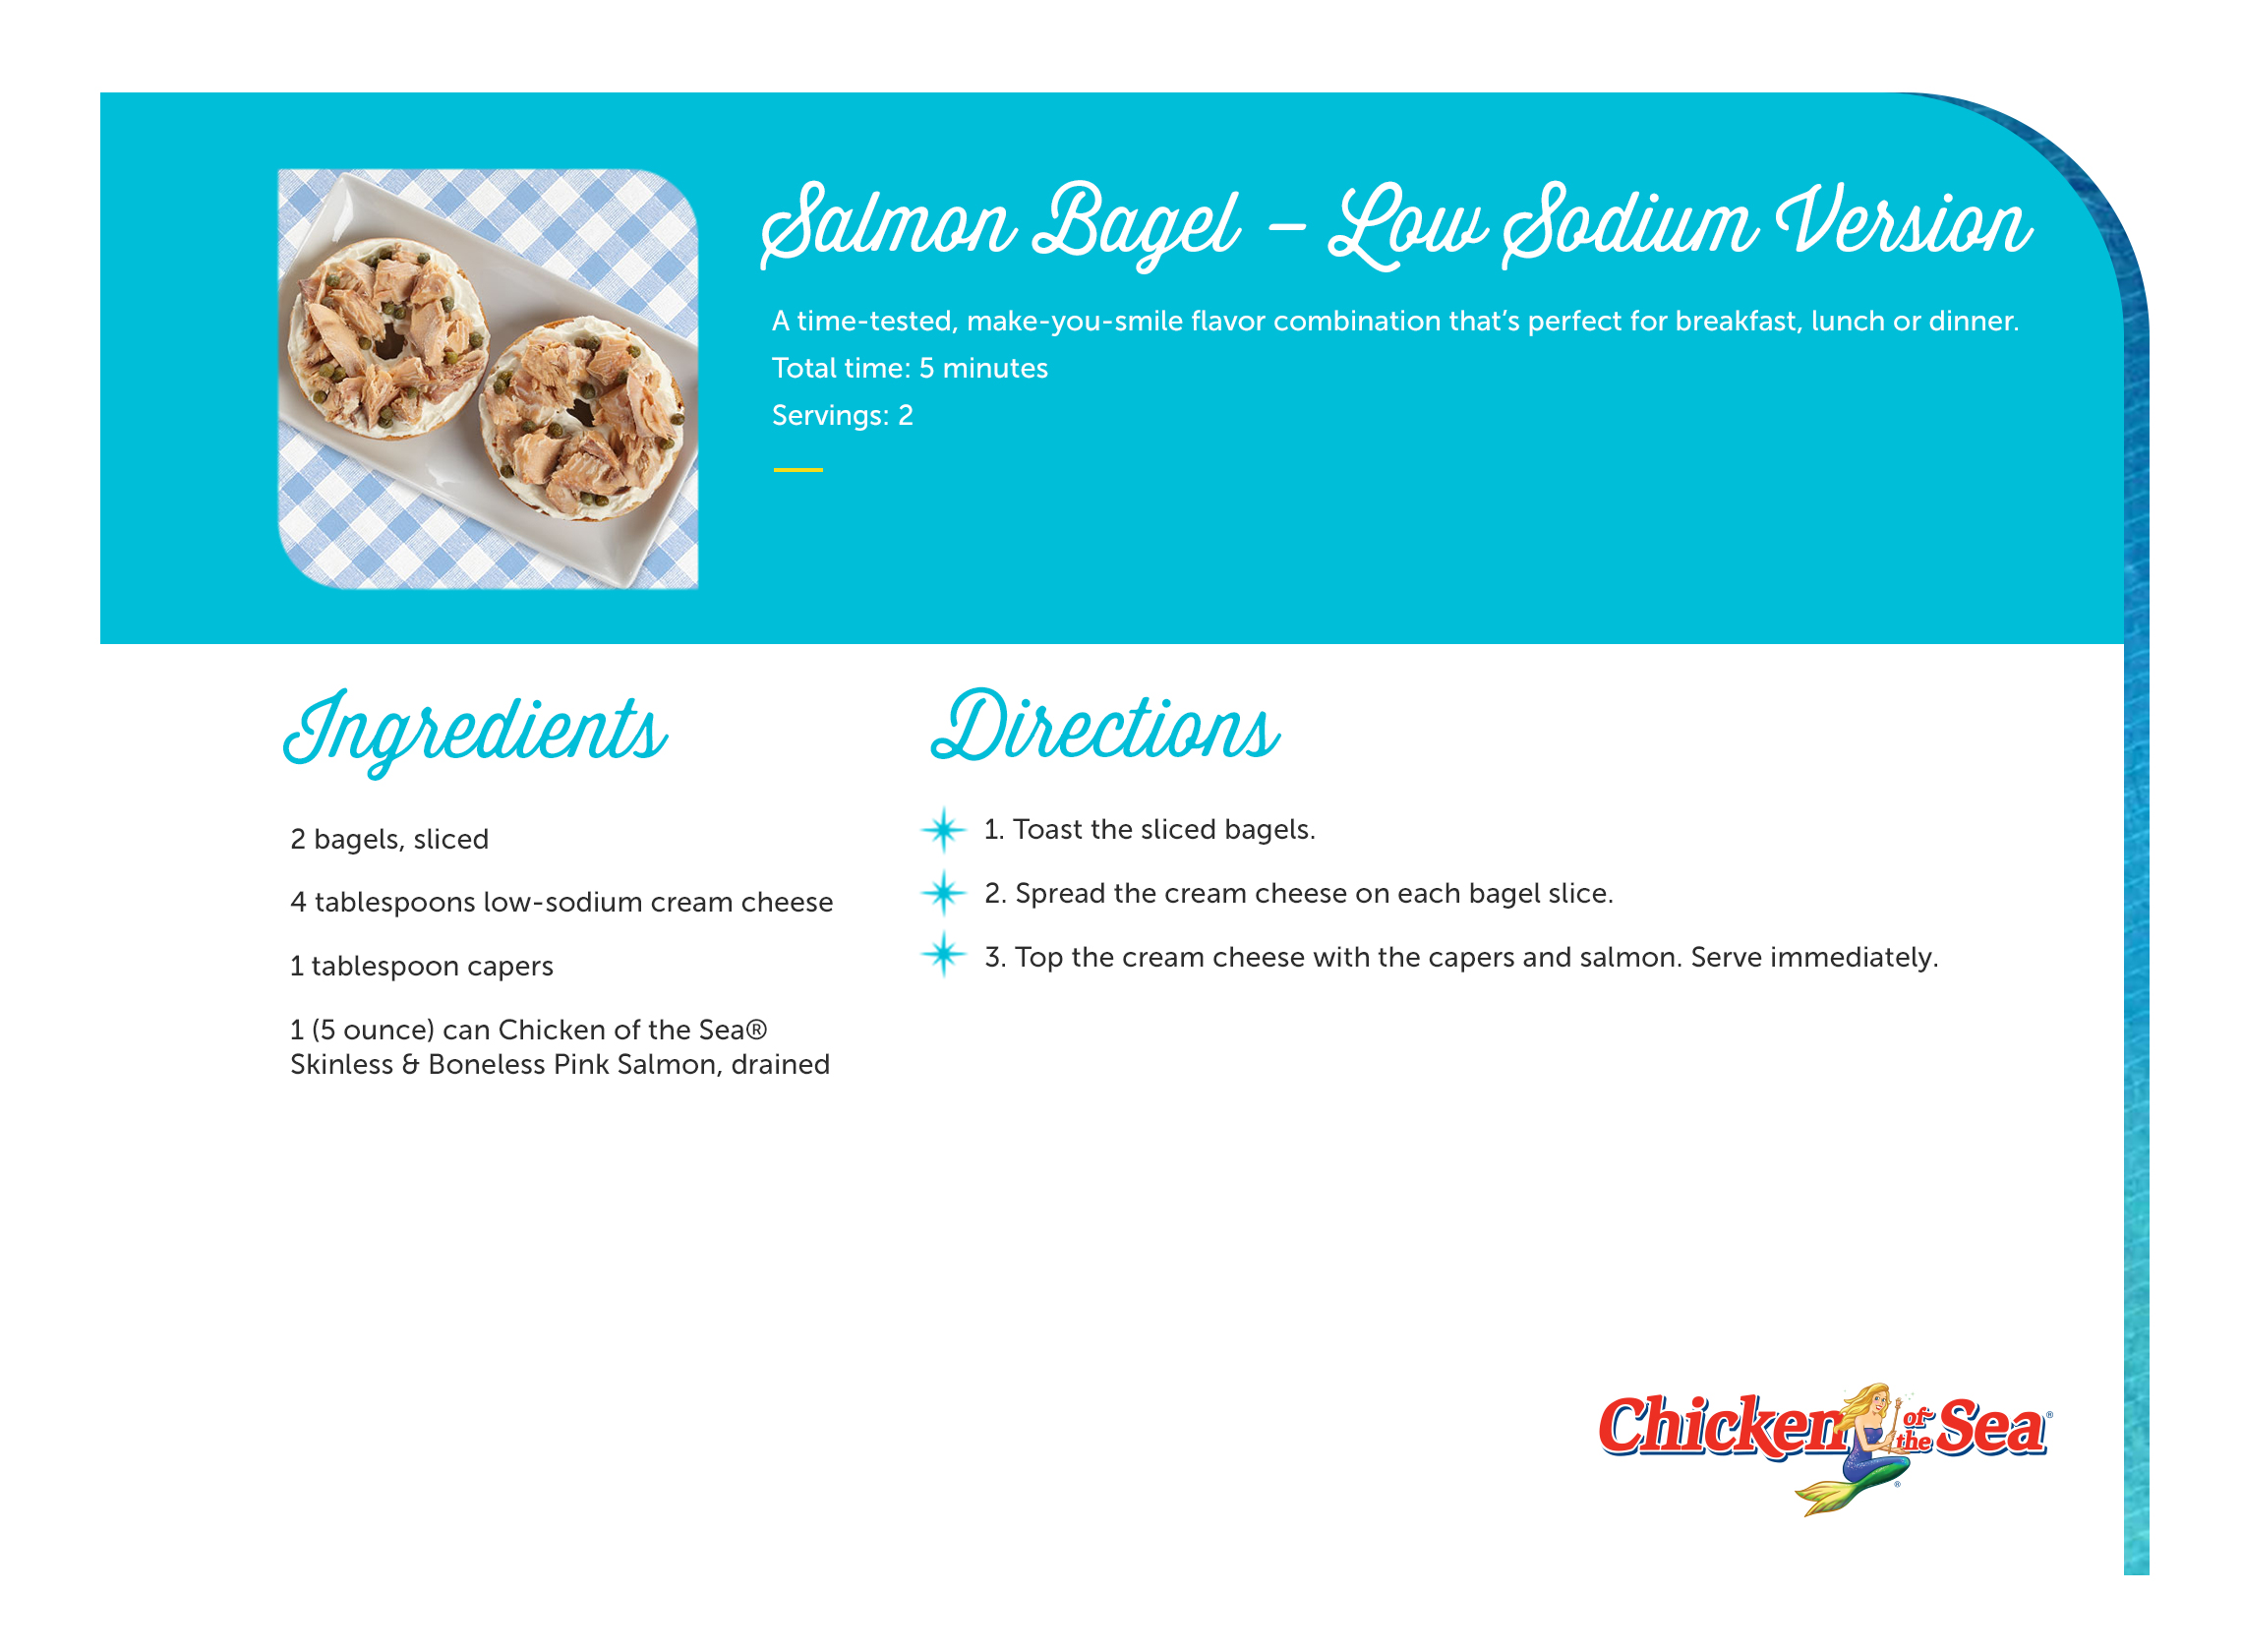 Salmon Bagel – Low Sodium Version
A time-tested, make-you-smile flavor combination that's perfect for breakfast, lunch or dinner.
Total time: 5 minutes
Servings: 2
Ingredients
2 bagels, sliced
4 tablespoons low-sodium cream cheese
1 tablespoon capers
1 (5 ounce) can Chicken of the Sea®
Skinless & Boneless Pink Salmon, drained
Directions
1. Toast the sliced bagels.
2. Spread the cream cheese on each bagel slice.
3. Top the cream cheese with the capers and salmon. Serve immediately.
Chicken of the Sea®
®